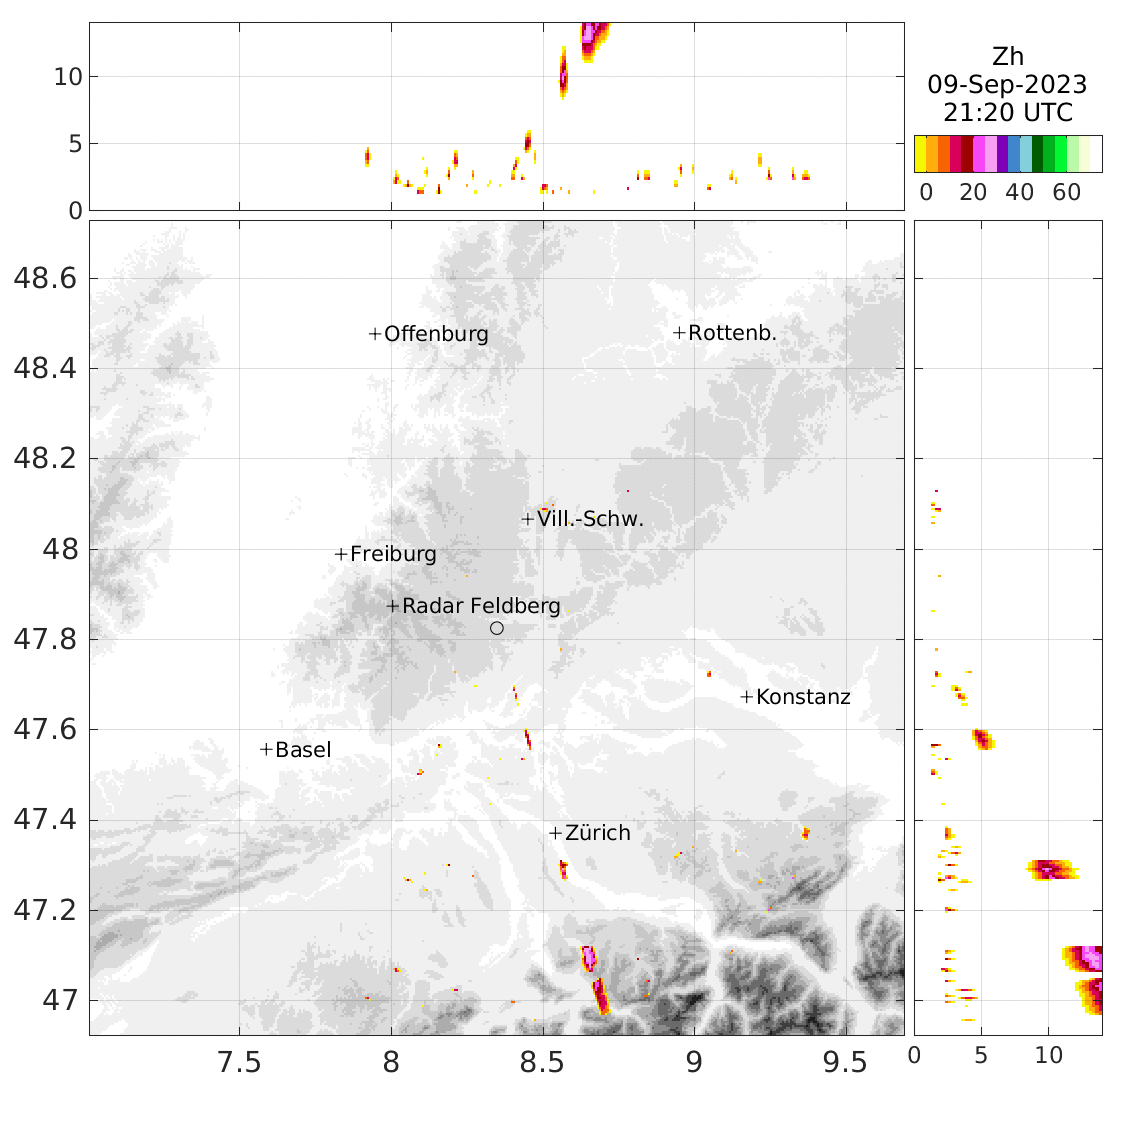 10
5
0
Zh
09-Sep-2023
21:20 UTC
0 20 40 60
48.6
48.4
48.2
48
47.8
47.6
47.4
47.2
47
Offenburg
Rottenb.
Vill.-Schw.
Freiburg
Radar Feldberg
Konstanz
Basel
Zürich
7.5 8 8.5 9 9.5
0 5 10